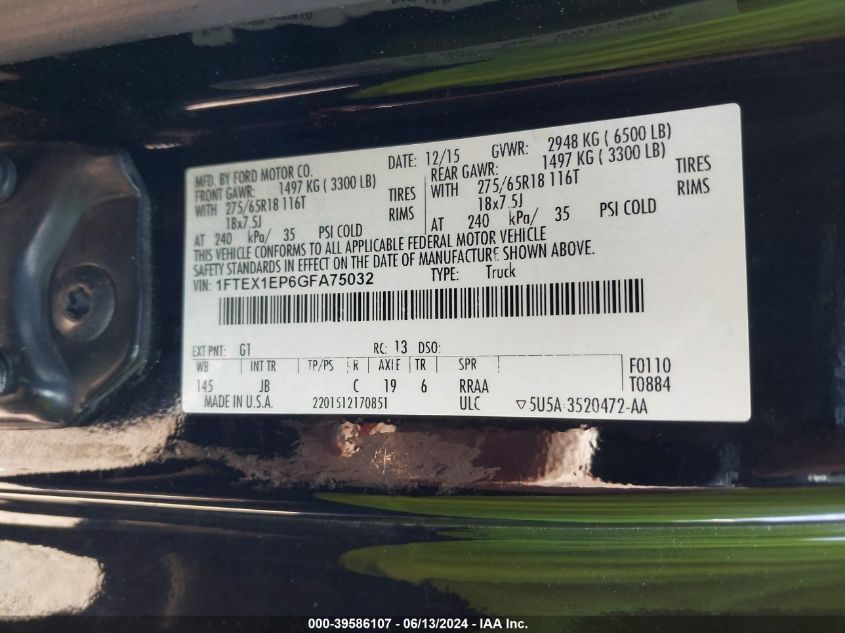 MFD. BY FORD MOTOR CO.
DATE: 12/15
GVWR: 2948 KG ( 6500 LB)
FRONT GAWR: 1497 KG ( 3300 LB)
REAR GAWR: 1497 KG ( 3300 LB)
WITH 275/65R18 116T TIRES
WITH 275/65R18 116T TIRES
18x7.5J RIMS
18x7.5J RIMS
AT 240 kPa/ 35 PSI COLD
AT 240 kPa/ 35 PSI COLD
THIS VEHICLE CONFORMS TO ALL APPLICABLE FEDERAL MOTOR VEHICLE
SAFETY STANDARDS IN EFFECT ON THE DATE OF MANUFACTURE SHOWN ABOVE.
VIN: 1FTEX1EP6GFA75032
TYPE: Truck
EXT PNT: G1
RC: 13 DSO:
WB INT TR TP/PS R AXLE TR SPR
F0110
145 JB C 19 6 RRAA
T0884
MADE IN U.S.A.
2201512170851
ULC
▽5U5A-3520472-AA
000-39586107 - 06/13/2024 - IAA Inc.